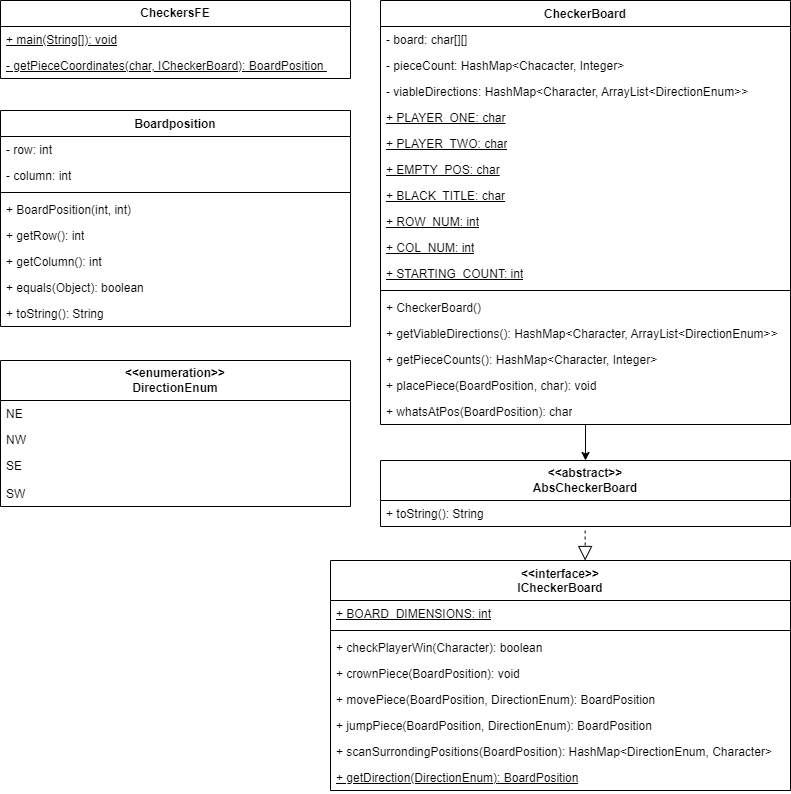 CheckersFE
+ main(String[]): void
- getPieceCoordinates(char, ICheckerBoard): BoardPosition
Boardposition
- row: int
- column: int
+ BoardPosition(int, int)
+ getRow(): int
+ getColumn(): int
+ equals(Object): boolean
+ toString(): String
<<enumeration>>
DirectionEnum
NE
NW
SE
SW
CheckerBoard
- board: char[][]
- pieceCount: HashMap<Chacacter, Integer>
- viableDirections: HashMap<Character, ArrayList<DirectionEnum>>
+ PLAYER_ONE: char
+ PLAYER_TWO: char
+ EMPTY_POS: char
+ BLACK_TITLE: char
+ ROW_NUM: int
+ COL_NUM: int
+ STARTING_COUNT: int
+ CheckerBoard()
+ getViableDirections(): HashMap<Character, ArrayList<DirectionEnum>>
+ getPieceCounts(): HashMap<Character, Integer>
+ placePiece(BoardPosition, char): void
+ whatsAtPos(BoardPosition): char
<<abstract>>
AbsCheckerBoard
+ toString(): String
<<interface>>
ICheckerBoard
+ BOARD_DIMENSIONS: int
+ checkPlayerWin(Character): boolean
+ crownPiece(BoardPosition): void
+ movePiece(BoardPosition, DirectionEnum): BoardPosition
+ jumpPiece(BoardPosition, DirectionEnum): BoardPosition
+ scanSurrondingPositions(BoardPosition): HashMap<DirectionEnum, Character>
+ getDirection(DirectionEnum): BoardPosition